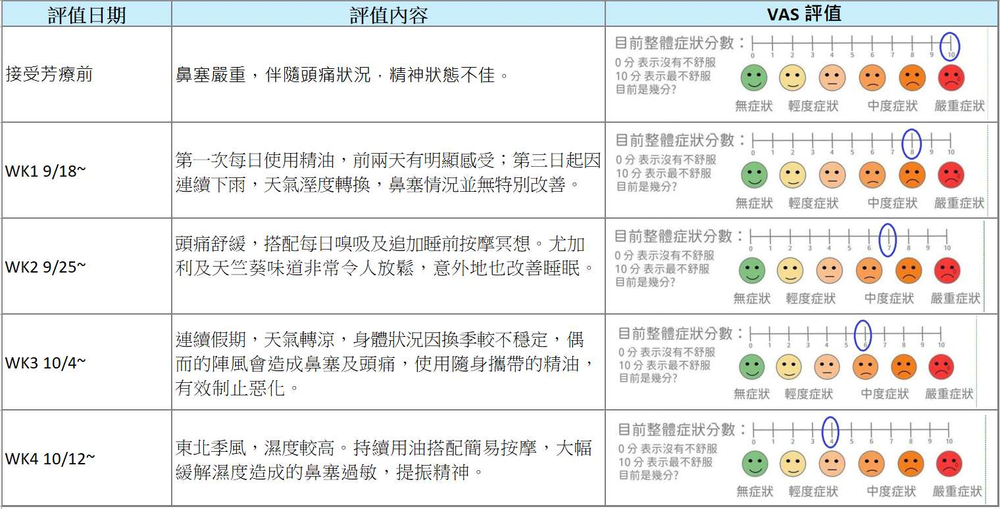 評值日期
評值內容
VAS 評值
接受芳療前
鼻塞嚴重，伴隨頭痛狀況，精神狀態不佳。
目前整體症狀分數：
0 1 2 3 4 5 6 7 8 9 10
0 分 表示沒有不舒服
10 分 表示最不舒服
目前是幾分?
無症狀 輕度症狀 中度症狀 嚴重症狀
WK1 9/18~
第一次每日使用精油，前兩天有明顯感受；第三日起因
連續下雨，天氣溼度轉換，鼻塞情況並無特別改善。
目前整體症狀分數：
0 1 2 3 4 5 6 7 8 9 10
0 分 表示沒有不舒服
10 分 表示最不舒服
目前是幾分?
無症狀 輕度症狀 中度症狀 嚴重症狀
WK2 9/25~
頭痛舒緩，搭配每日嗅吸及追加睡前按摩冥想。尤加
利及天竺葵味道非常令人放鬆，意外地也改善睡眠。
目前整體症狀分數：
0 1 2 3 4 5 6 7 8 9 10
0 分 表示沒有不舒服
10 分 表示最不舒服
目前是幾分?
無症狀 輕度症狀 中度症狀 嚴重症狀
WK3 10/4~
連續假期，天氣轉涼，身體狀況因換季較不穩定，偶
而的陣風會造成鼻塞及頭痛，使用隨身攜帶的精油，
有效制止惡化。
目前整體症狀分數：
0 1 2 3 4 5 6 7 8 9 10
0 分 表示沒有不舒服
10 分 表示最不舒服
目前是幾分?
無症狀 輕度症狀 中度症狀 嚴重症狀
WK4 10/12~
東北季風，濕度較高。持續用油搭配簡易按摩，大幅
緩解濕度造成的鼻塞過敏，提振精神。
目前整體症狀分數：
0 1 2 3 4 5 6 7 8 9 10
0 分 表示沒有不舒服
10 分 表示最不舒服
目前是幾分?
無症狀 輕度症狀 中度症狀 嚴重症狀